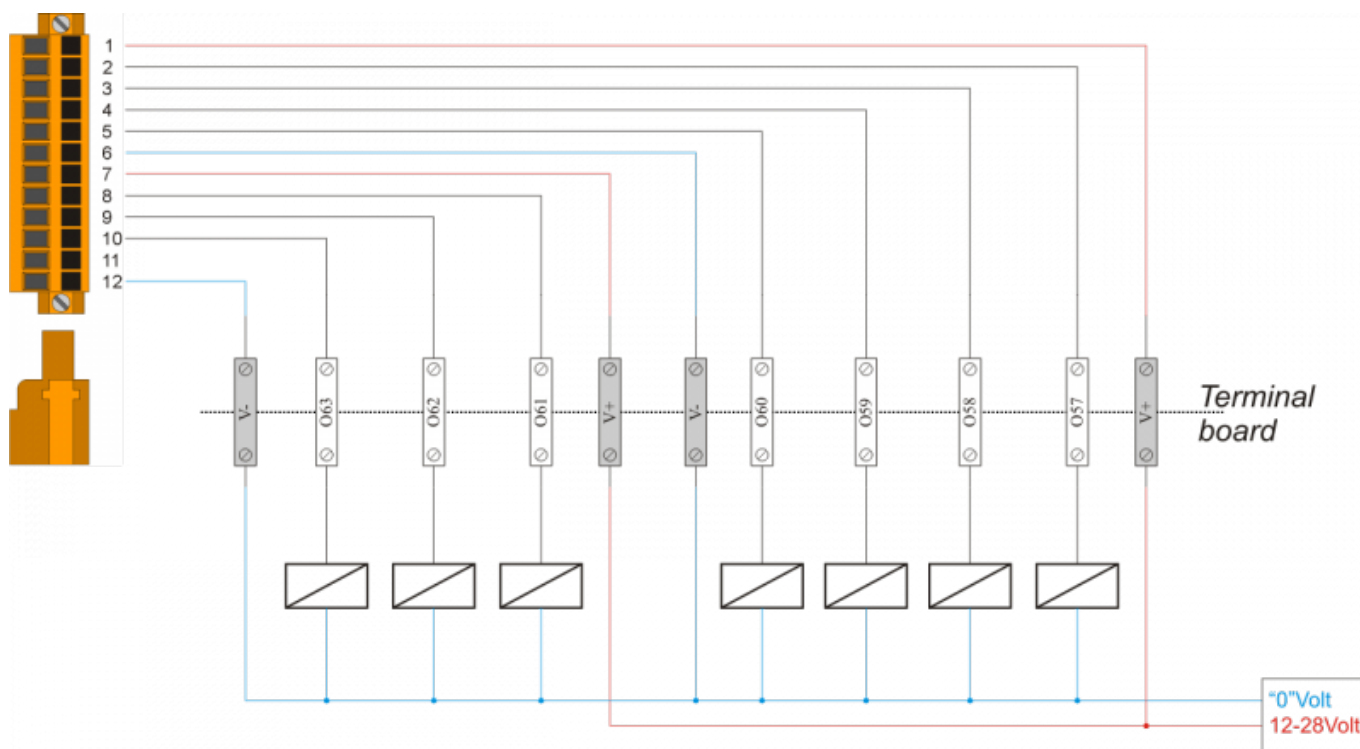 1
2
3
4
5
6
7
8
9
10
11
12
V-
O63
O62
O61
V+
V-
O60
O59
O58
O57
V+
Terminal
board
“0”Volt
12-28Volt